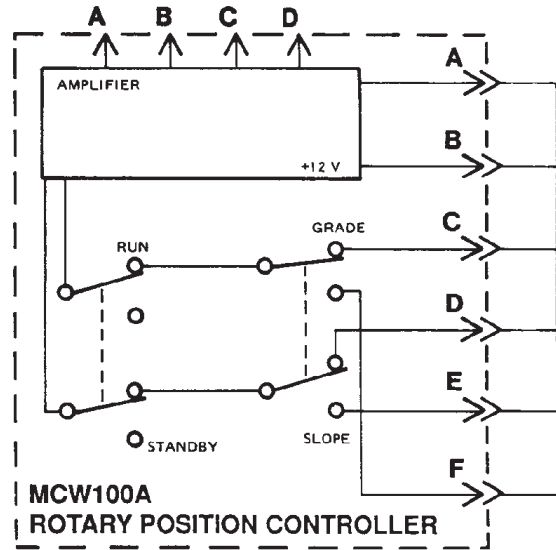 A B C D
AMPLIFIER
A
+12 V
B
RUN
GRADE
C
D
E
STANDBY
SLOPE
F
MCW100A
ROTARY POSITION CONTROLLER